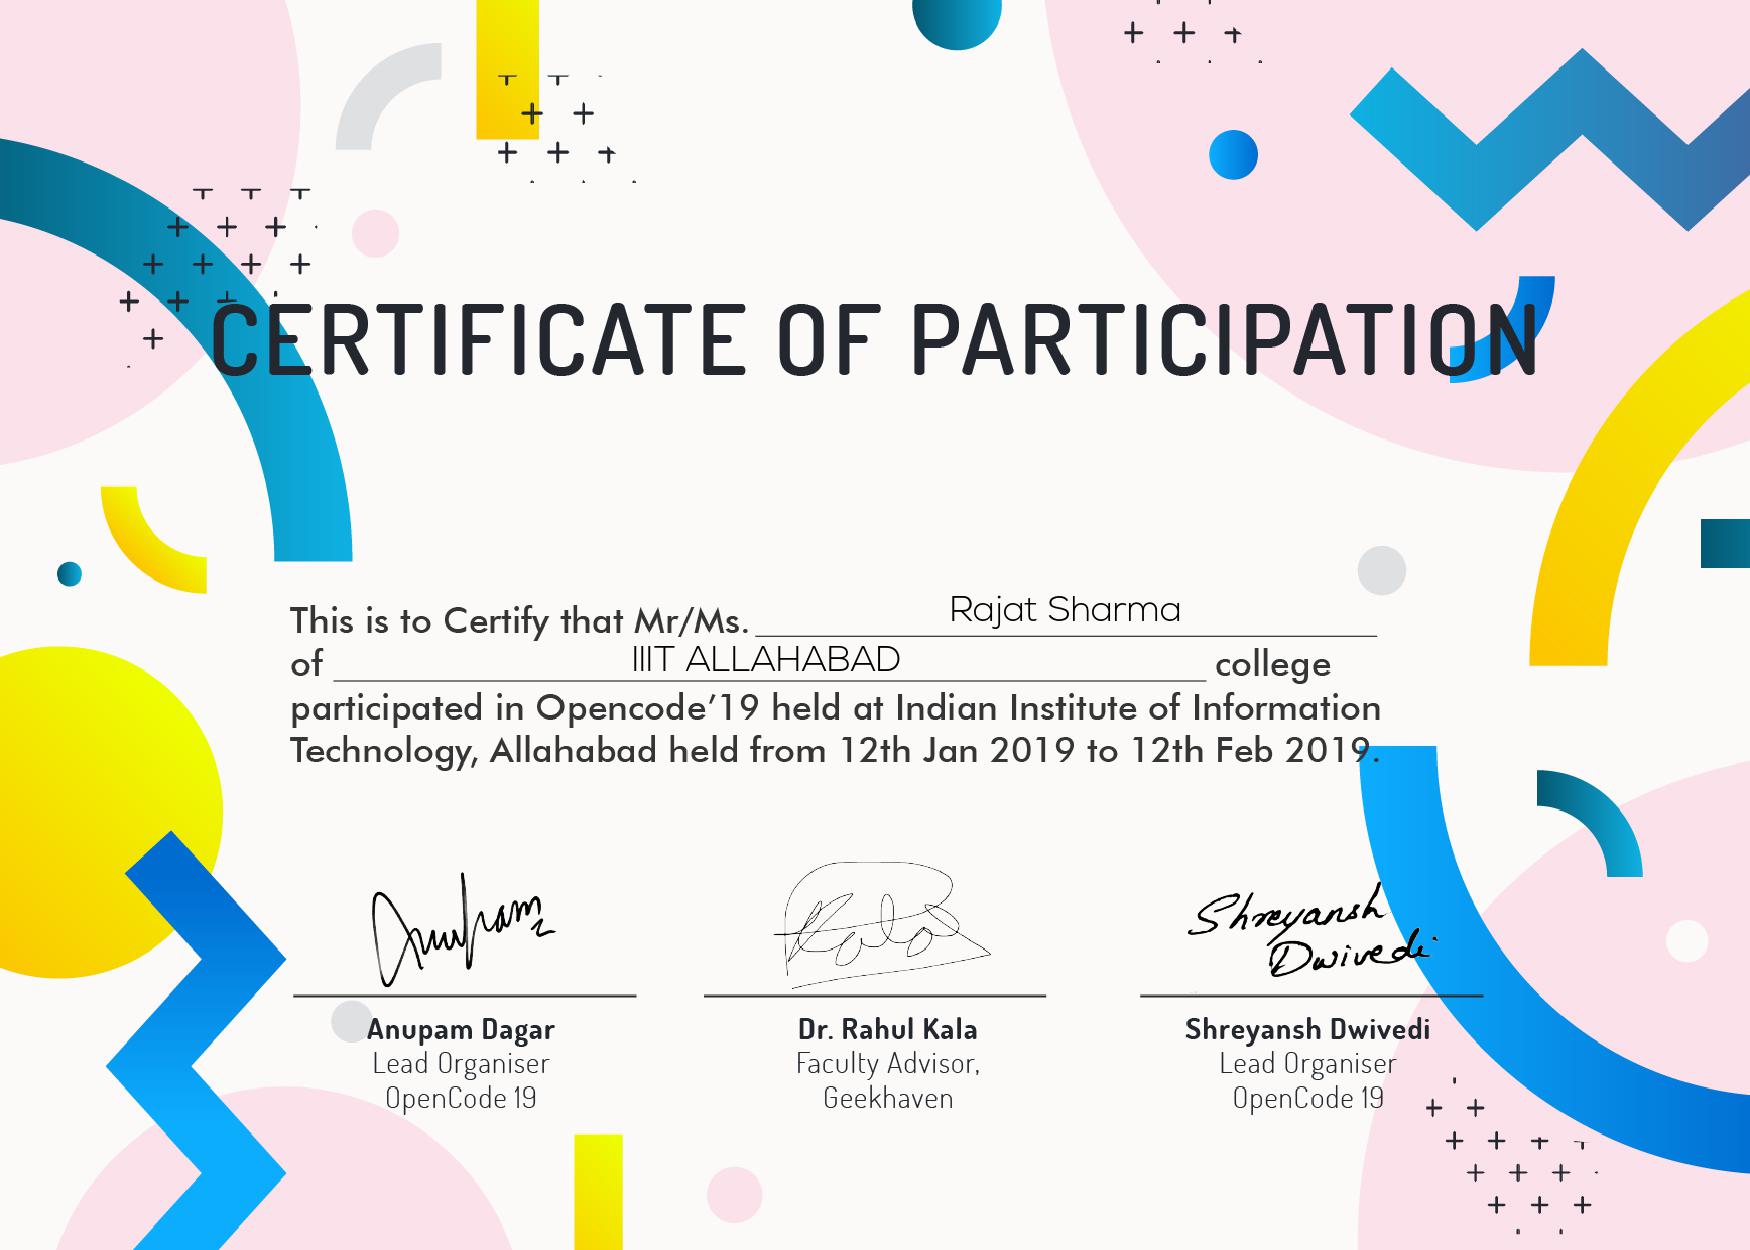 CERTIFICATE OF PARTICIPATION
This is to Certify that Mr/Ms. Rajat Sharma
of IIIT ALLAHABAD college
participated in Opencode'19 held at Indian Institute of Information
Technology, Allahabad held from 12th Jan 2019 to 12th Feb 2019.
Anupam
Kala
Shreyansh
Dwivedi
Anupam Dagar
Lead Organiser
OpenCode 19
Dr. Rahul Kala
Faculty Advisor,
Geekhaven
Shreyansh Dwivedi
Lead Organiser
OpenCode 19